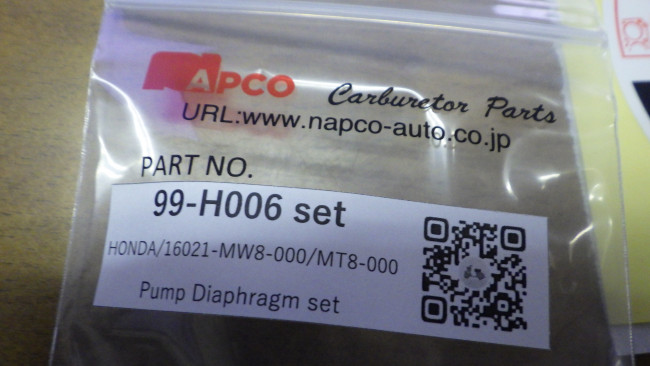 NAPCO Carburetor Parts
URL:www.napco-auto.co.jp
PART NO.
99-H006 set
HONDA/16021-MW8-000/MT8-000
Pump Diaphragm set